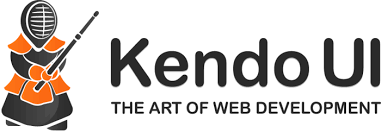 Kendo UI
THE ART OF WEB DEVELOPMENT